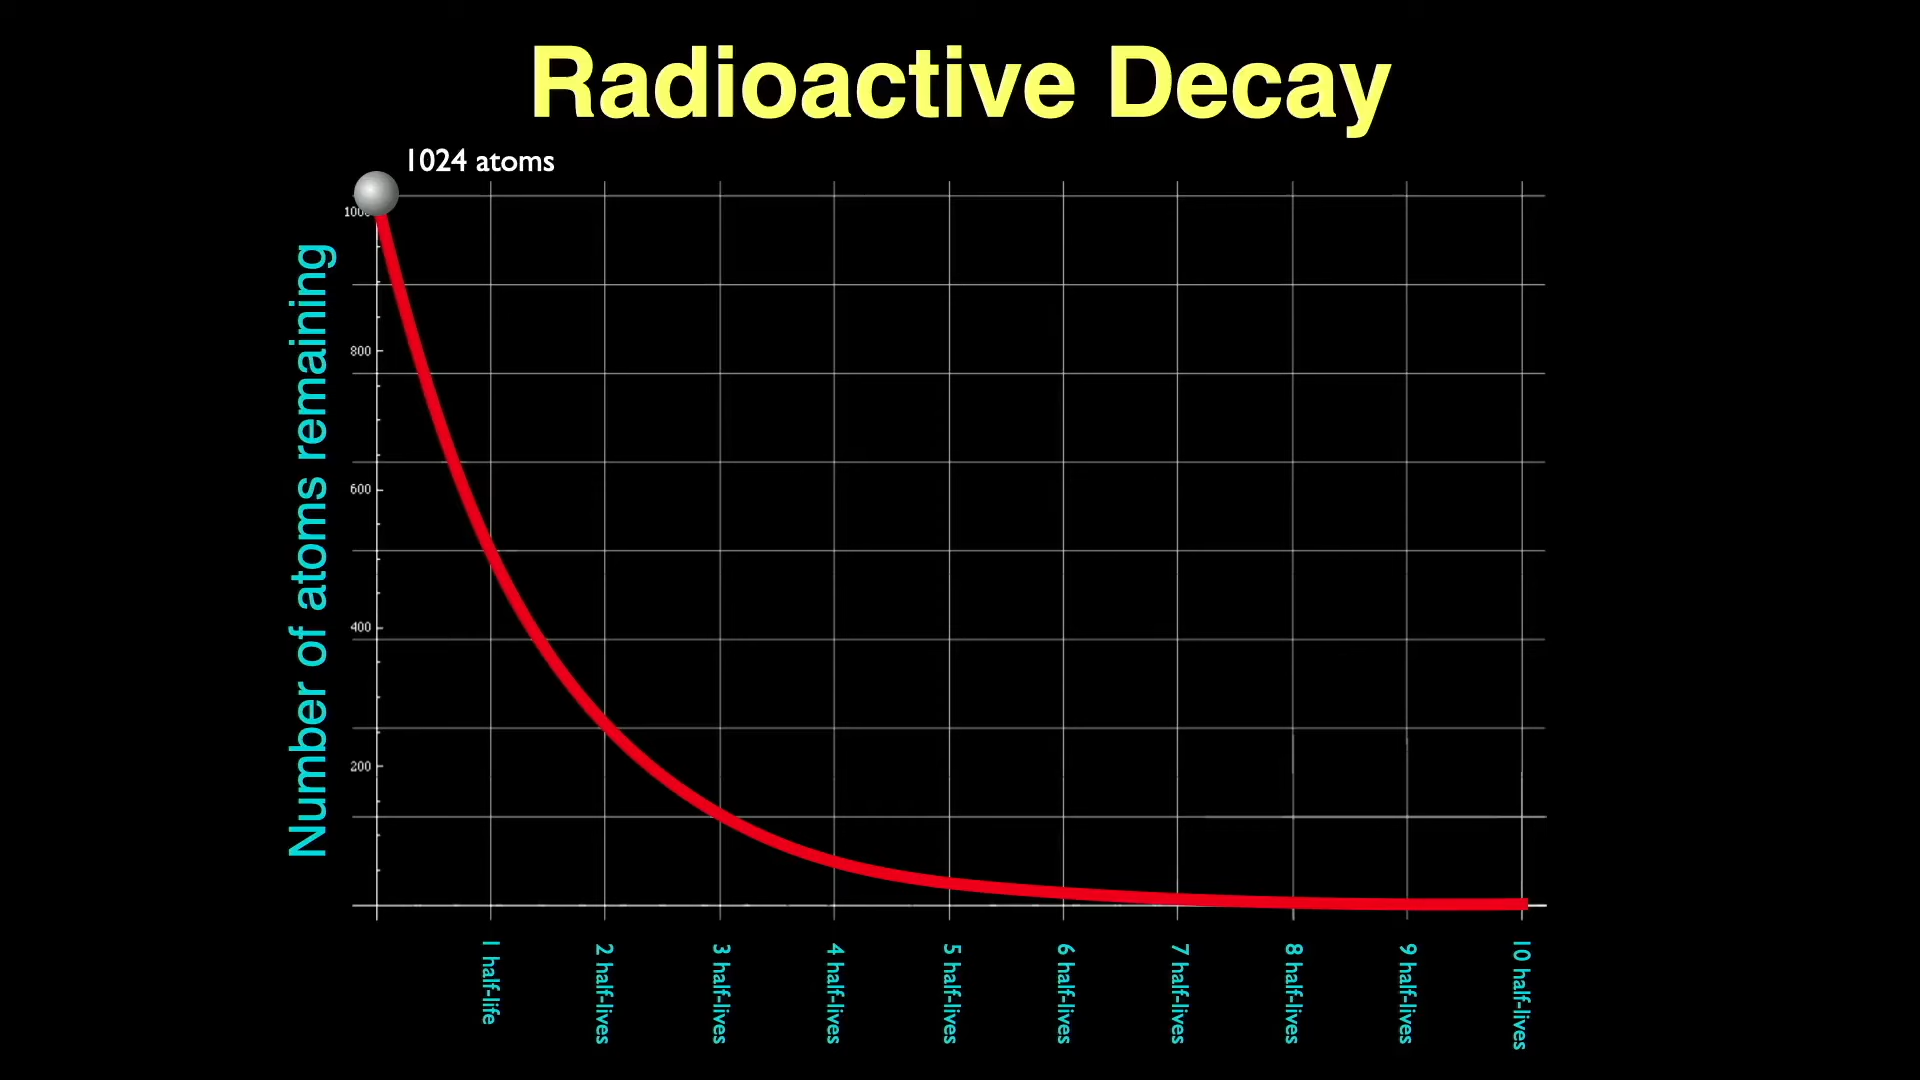 Radioactive Decay
1024 atoms
Number of atoms remaining
1000
800
600
400
200
1 half-life
2 half-lives
3 half-lives
4 half-lives
5 half-lives
6 half-lives
7 half-lives
8 half-lives
9 half-lives
10 half-lives